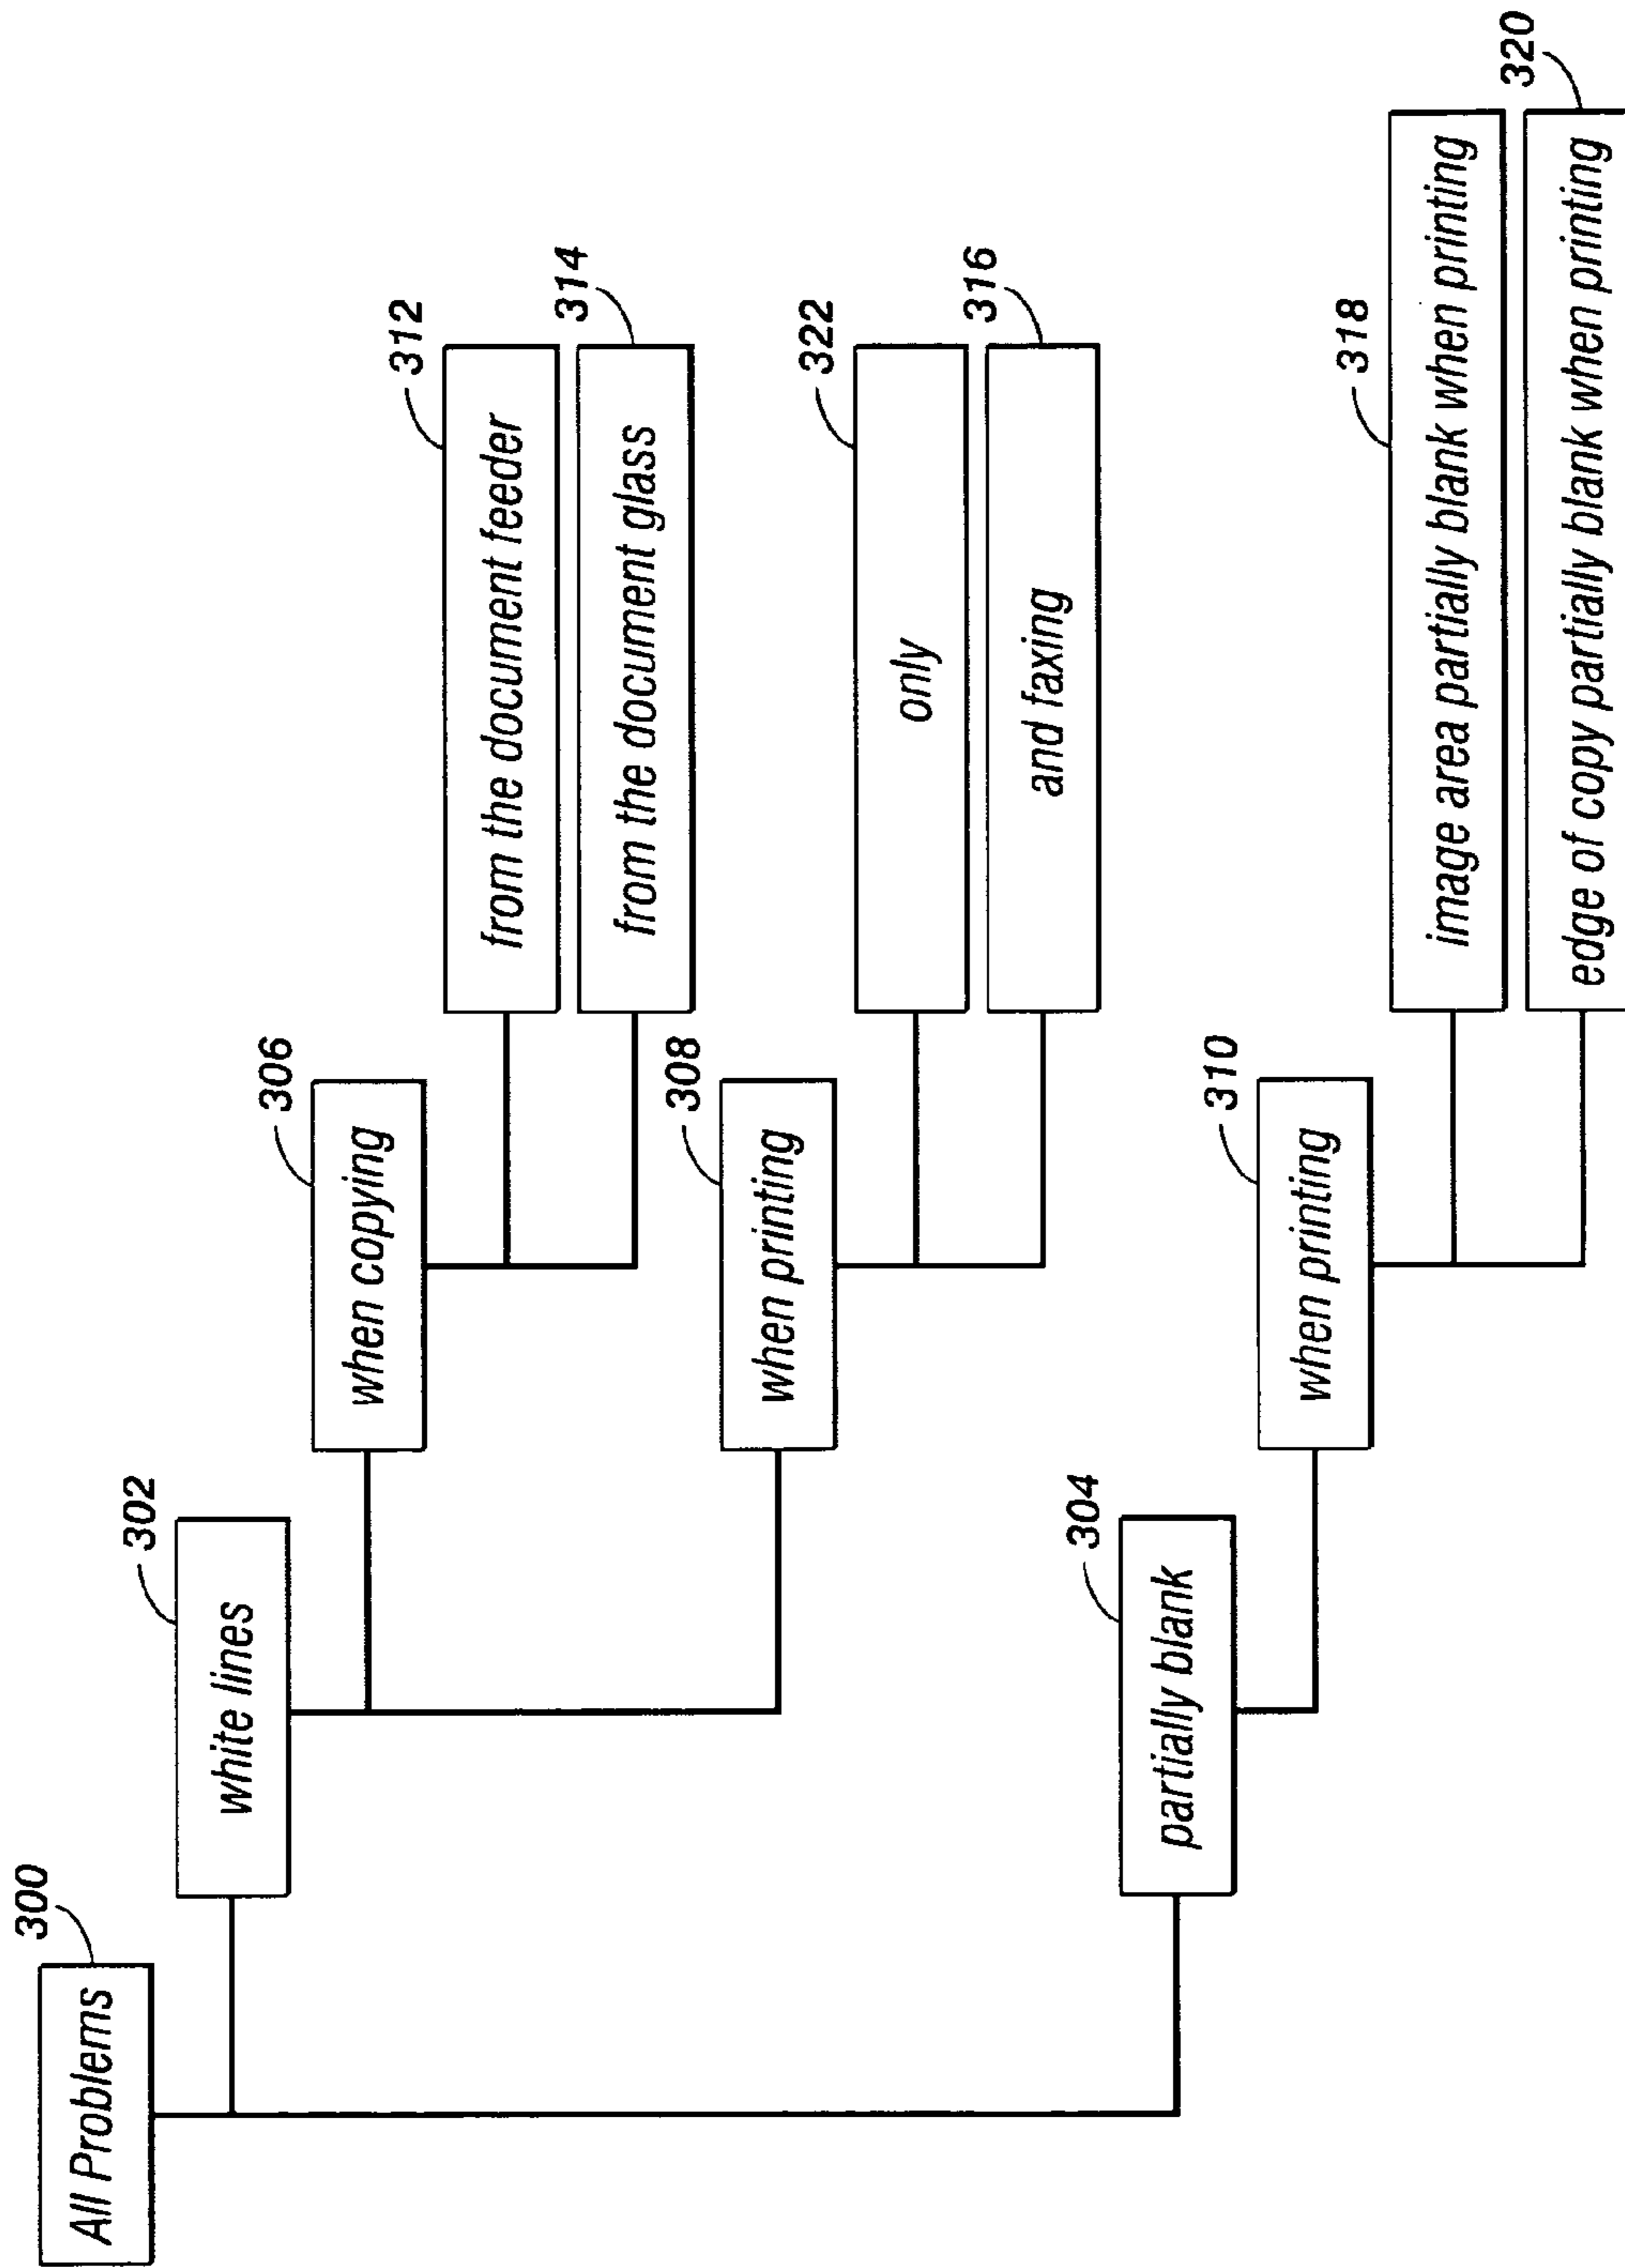 All Problems
300
white lines
302
when copying
306
from the document feeder
312
from the document glass
314
when printing
308
only
322
and faxing
316
partially blank
304
when printing
310
image area partially blank when printing
318
edge of copy partially blank when printing
320